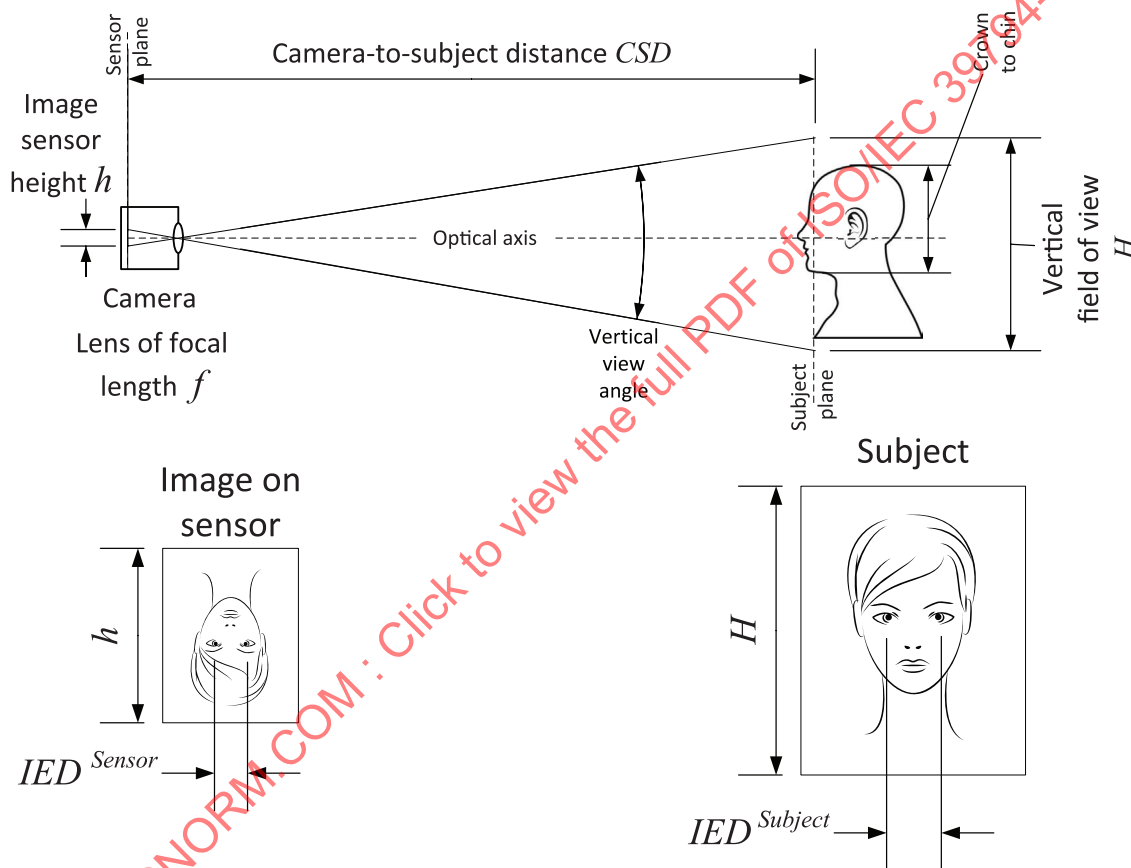 Sensor
plane
Camera-to-subject distance CSD
Crown
to chin
Image
sensor
height h
Optical axis
Vertical
field of view
H
Camera
Lens of focal
length f
Vertical
view
angle
Subject
plane
Image on
sensor
Subject
h
H
IED Sensor
IED Subject
NORM.COM : Click to view the full PDF of ISO/IEC 39794-